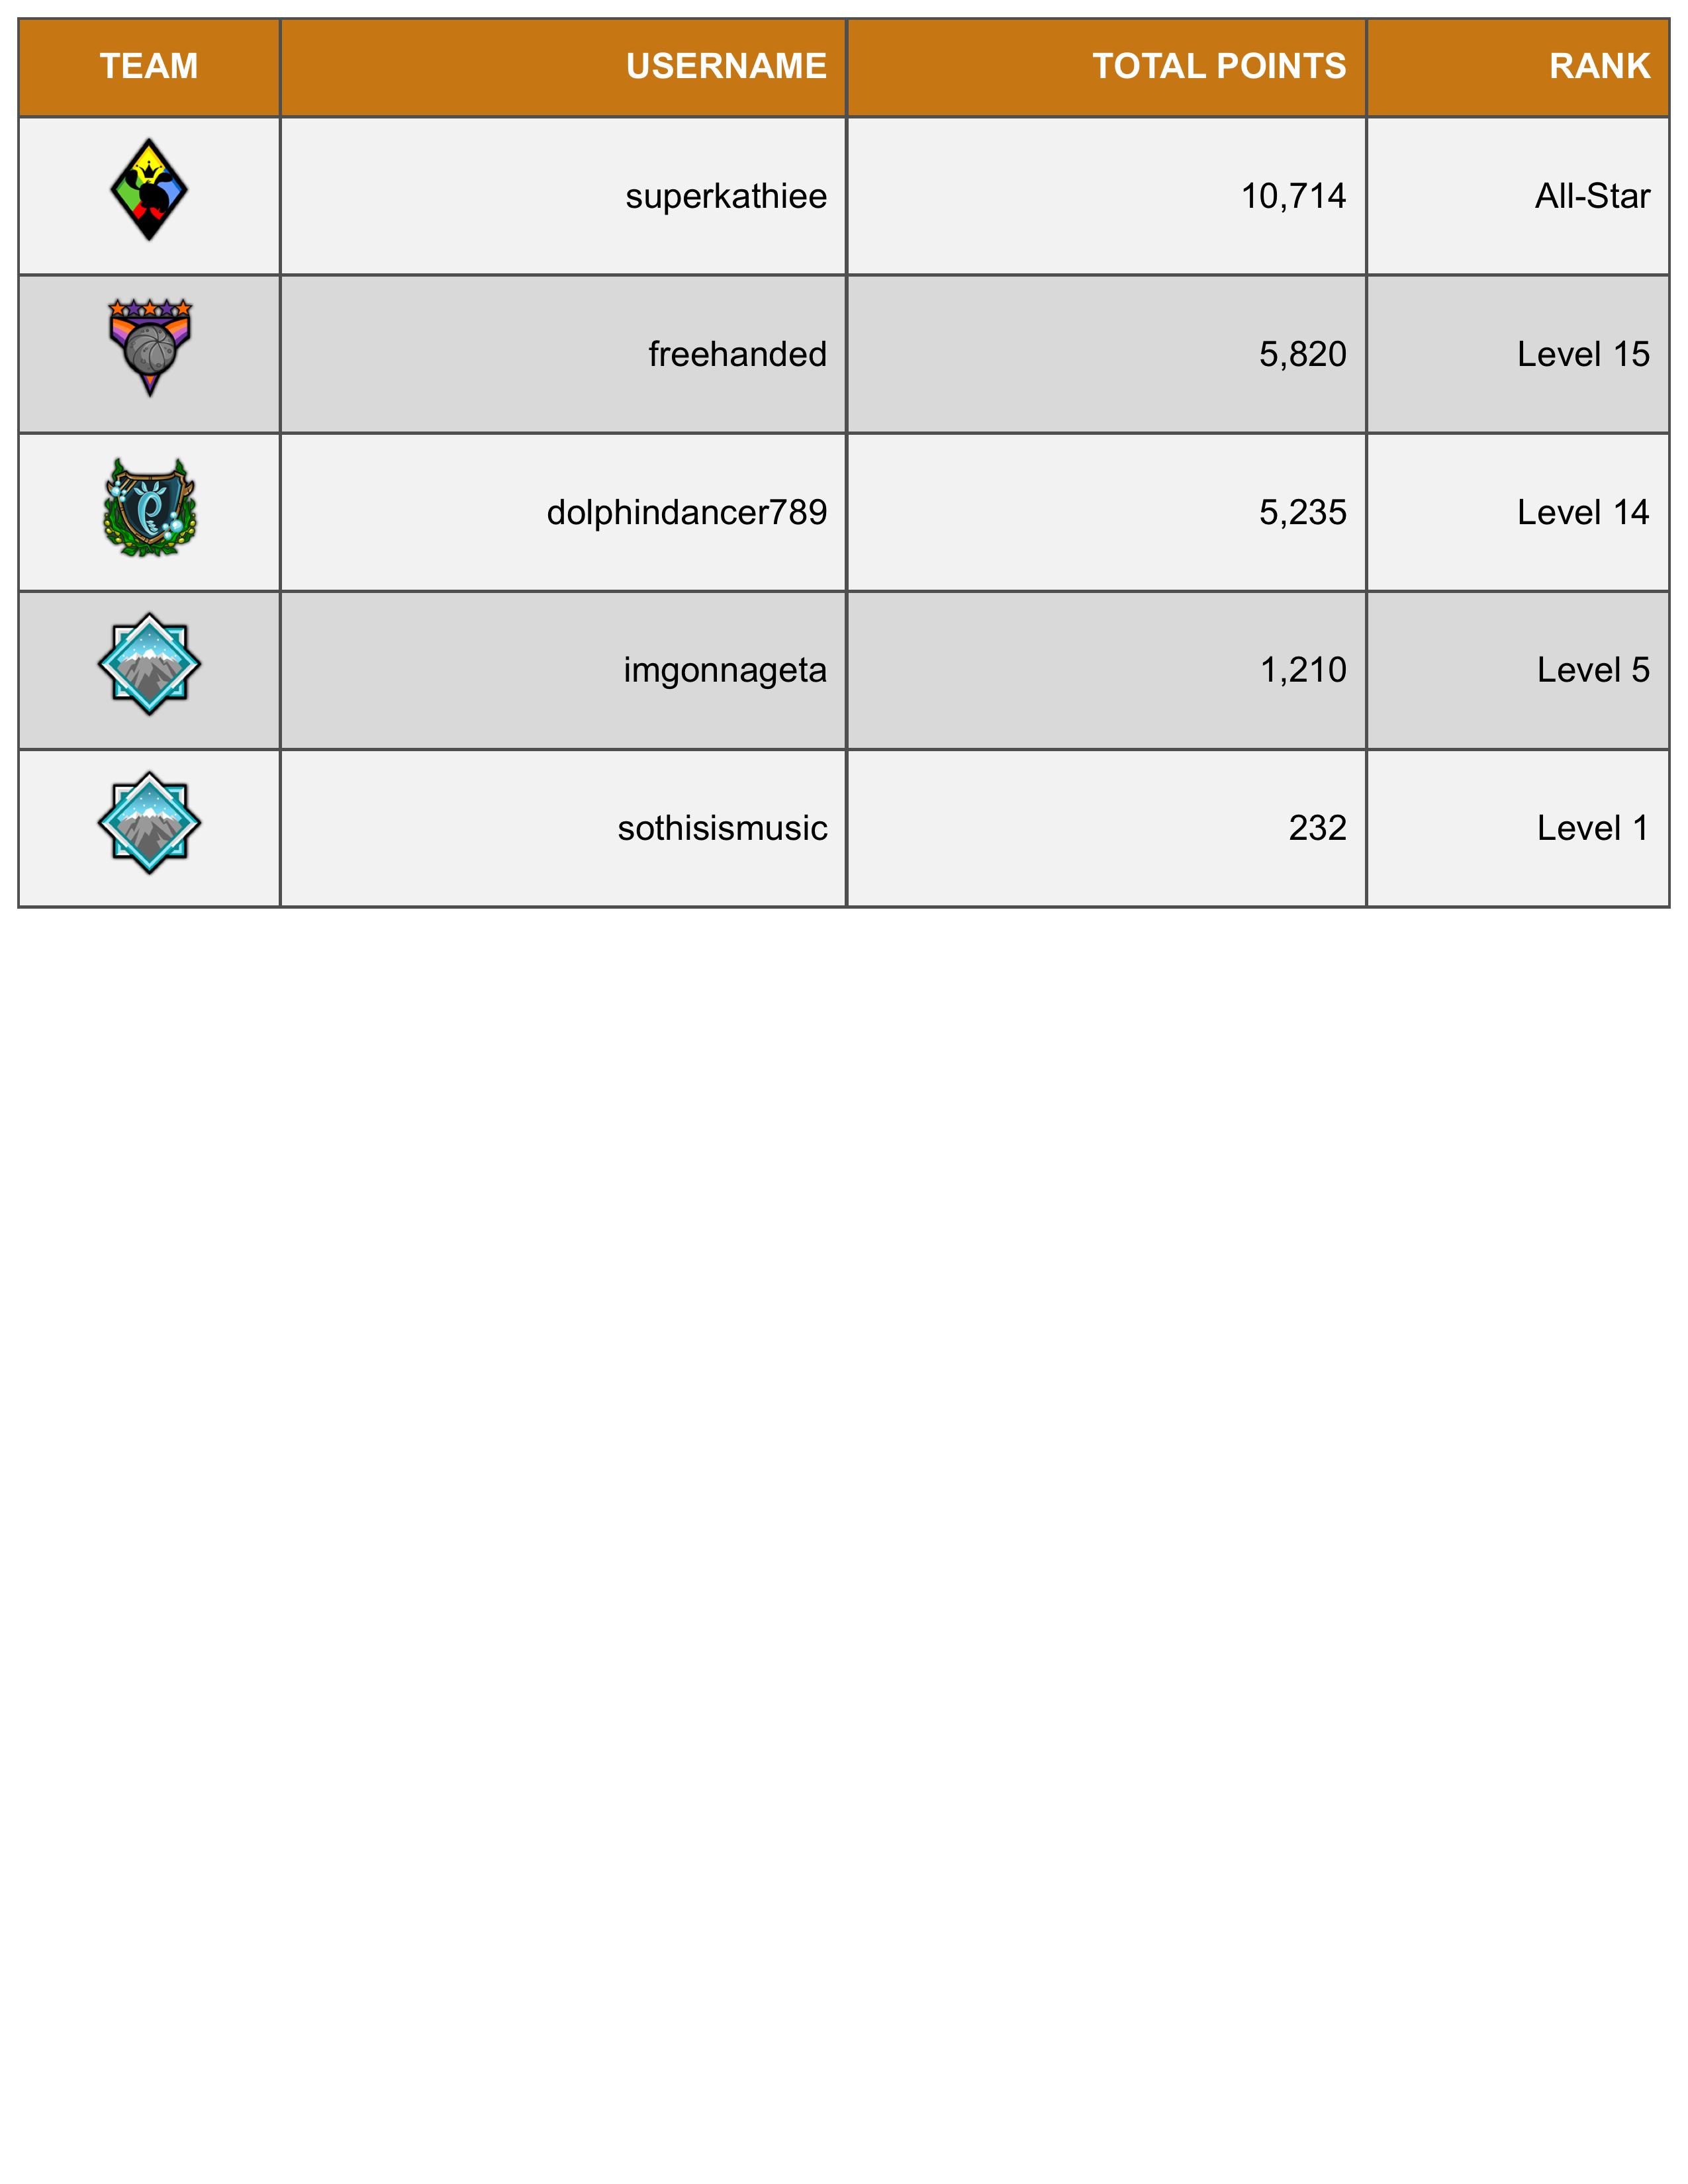 TEAM USERNAME TOTAL POINTS RANK
superkathiee 10,714 All-Star
freehanded 5,820 Level 15
dolphindancer789 5,235 Level 14
imgonnageta 1,210 Level 5
sothisismusic 232 Level 1